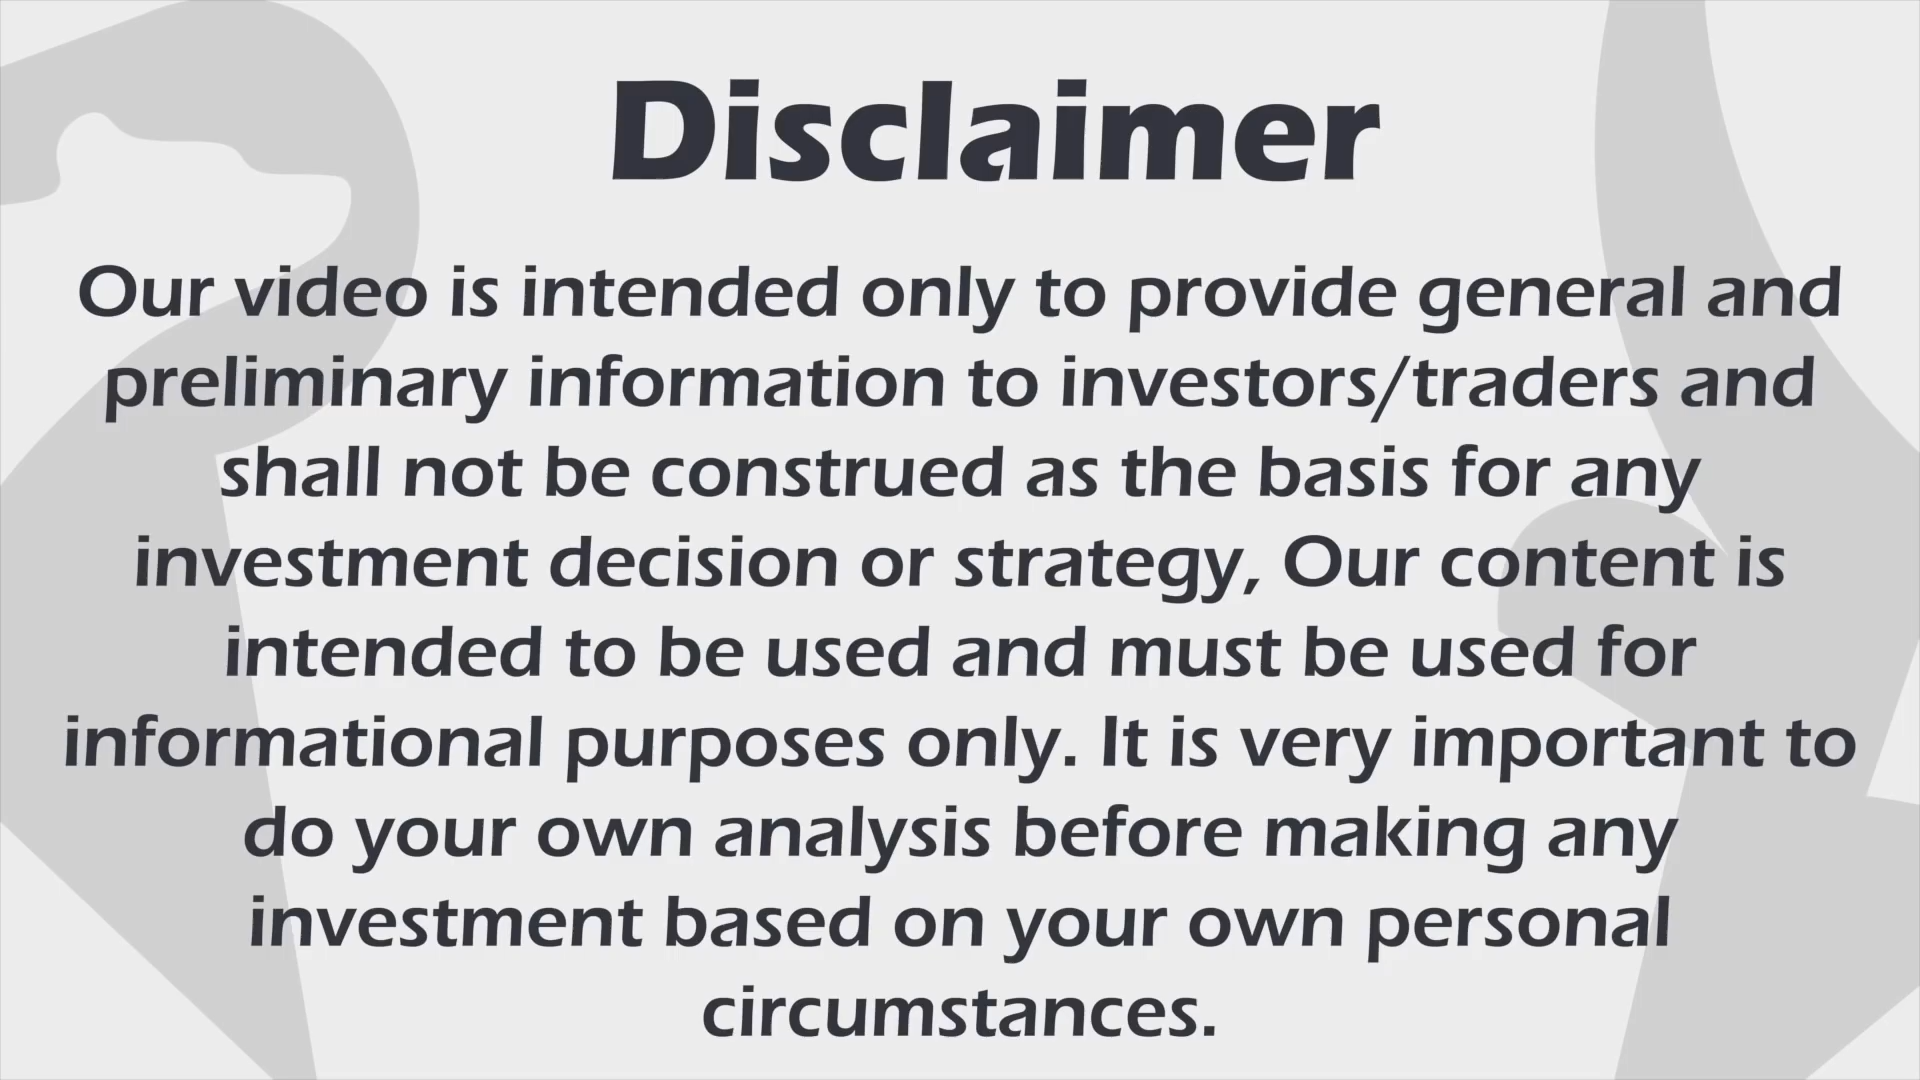 Disclaimer
Our video is intended only to provide general and
preliminary information to investors/traders and
shall not be construed as the basis for any
investment decision or strategy, Our content is
intended to be used and must be used for
informational purposes only. It is very important to
do your own analysis before making any
investment based on your own personal
circumstances.